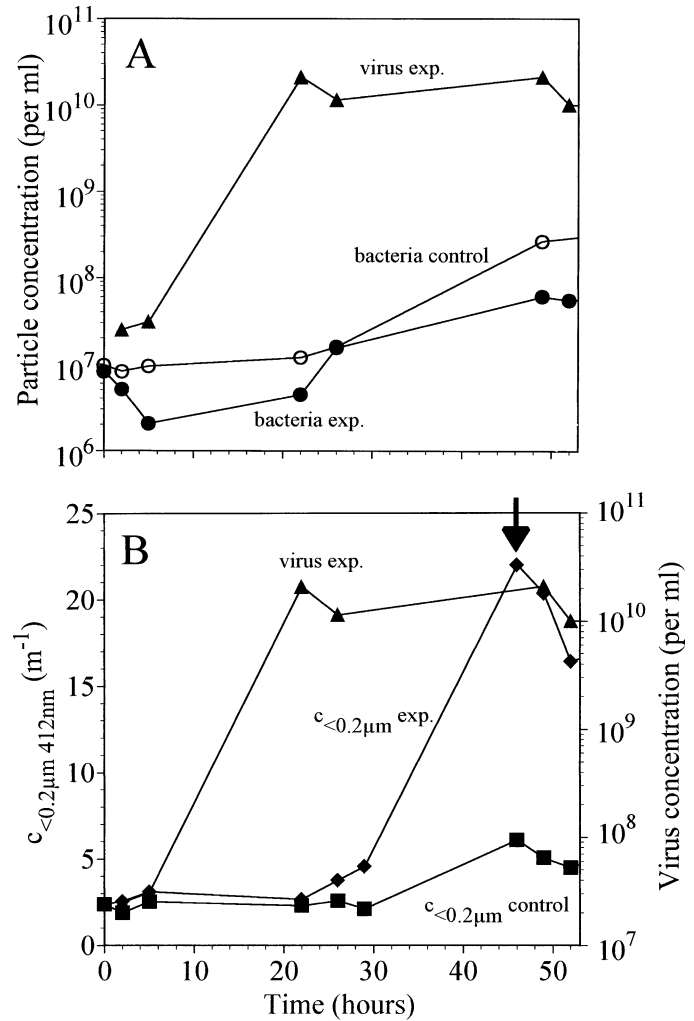 10^11
A
virus exp.
10^10
10^9
bacteria control
10^8
10^7
bacteria exp.
10^6
Particle concentration (per ml)
25
10^11
B
virus exp.
20
10^10
15
c<0.2μm exp.
10^9
10
10^8
5
c<0.2μm control
0
10^7
0 10 20 30 40 50
Time (hours)
c<0.2μm 412nm (m^-1)
Virus concentration (per ml)